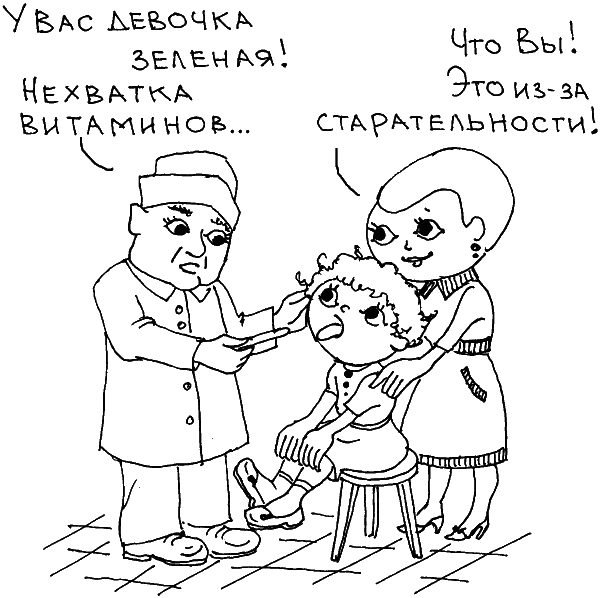 У ВАС ДЕВОЧКА
ЗЕЛЕНАЯ!
НЕХВАТКА
ВИТАМИНОВ...
ЧТО ВЫ!
ЭТО ИЗ-ЗА
СТАРАТЕЛЬНОСТИ!